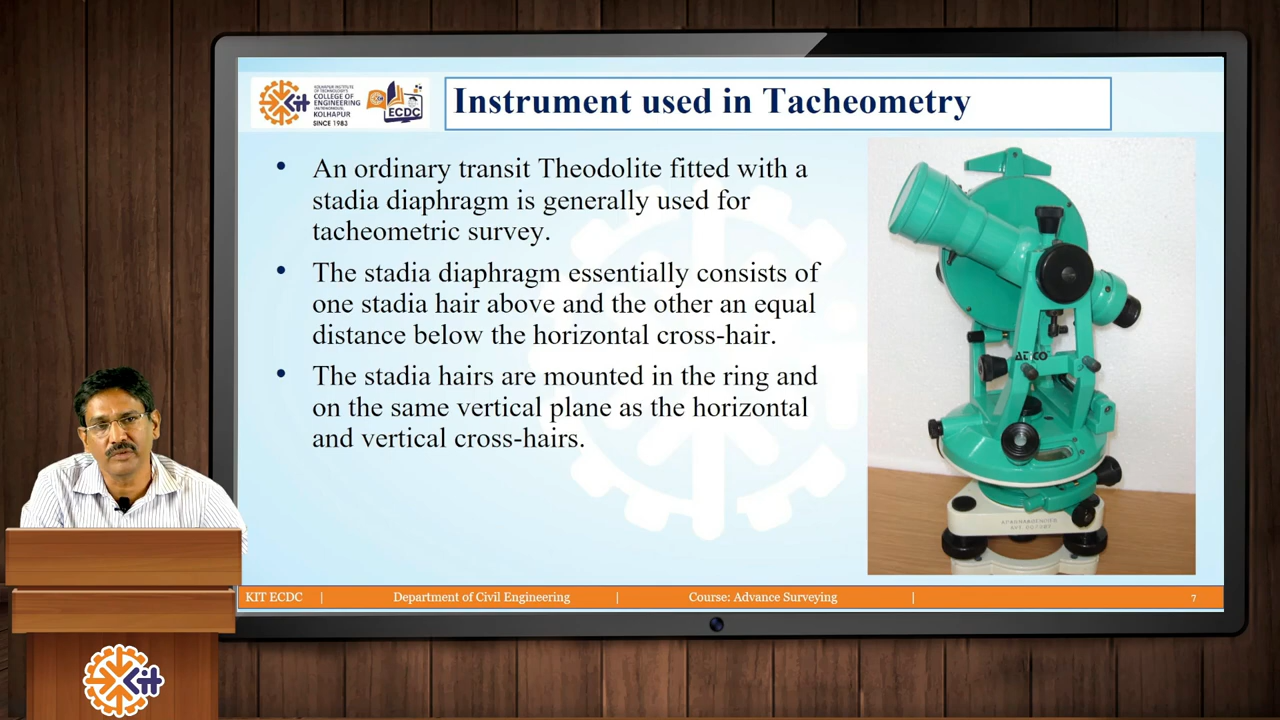 KOLHAPUR INSTITUTE
OF TECHNOLOGY'S
COLLEGE OF
ENGINEERING
KOLHAPUR
SINCE 1983
Kit
ECDC
Instrument used in Tacheometry
• An ordinary transit Theodolite fitted with a
stadia diaphragm is generally used for
tacheometric survey.
• The stadia diaphragm essentially consists of
one stadia hair above and the other an equal
distance below the horizontal cross-hair.
• The stadia hairs are mounted in the ring and
on the same vertical plane as the horizontal
and vertical cross-hairs.
ATICO
KIT ECDC | Department of Civil Engineering | Course: Advance Surveying | 7
Kit